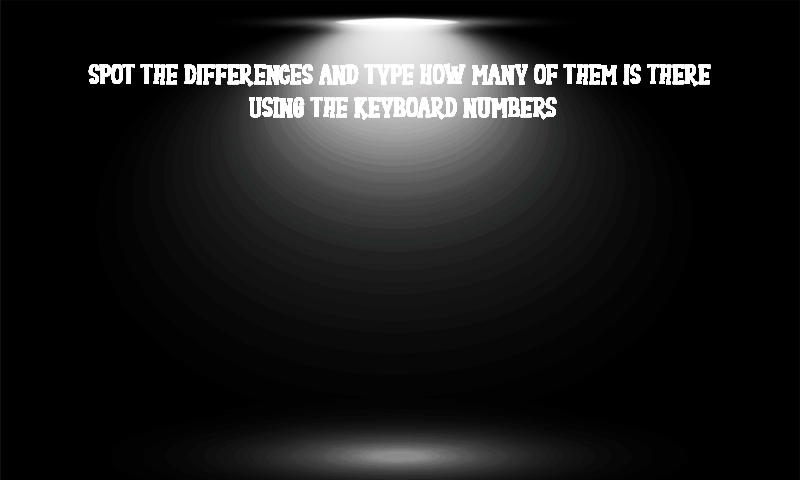 SPOT THE DIFFERENCES AND TYPE HOW MANY OF THEM IS THERE
USING THE KEYBOARD NUMBERS